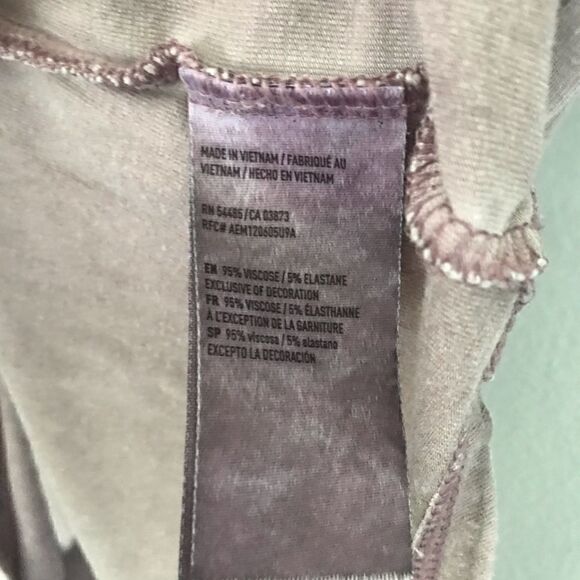 MADE IN VIETNAM / FABRIQUÉ AU
VIETNAM / HECHO EN VIETNAM
RN 54485/CA 03873
RFC# AEM120605U9A
EN 95% VISCOSE / 5% ELASTANE
EXCLUSIVE OF DECORATION
FR 95% VISCOSE / 5% ÉLASTHANNE
À L'EXCEPTION DE LA GARNITURE
SP 95% viscosa / 5% elastano
EXCEPTO LA DECORACIÓN